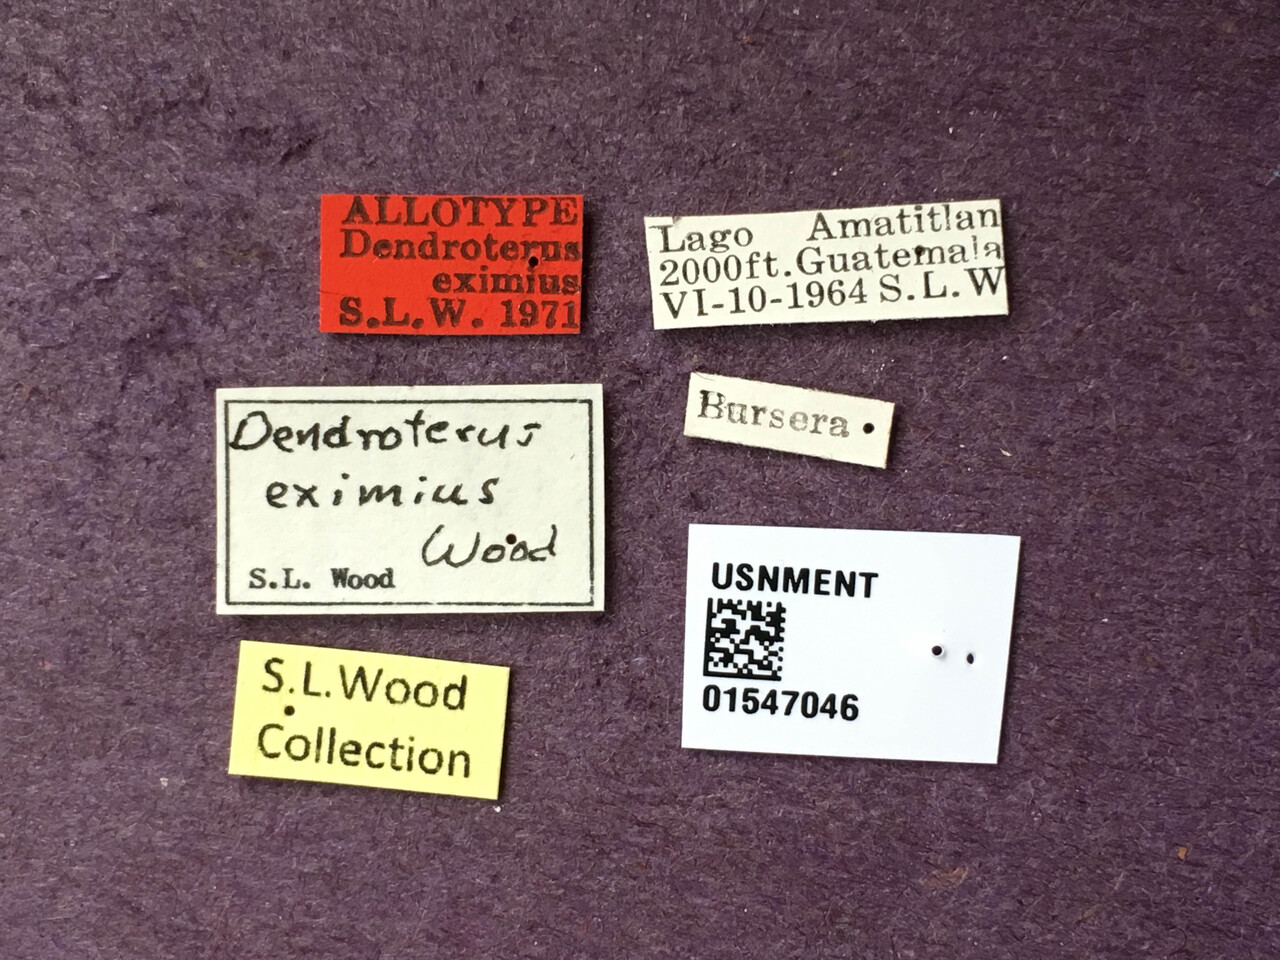 ALLOTYPE
Dendroterus
eximius
S.L.W. 1971
Lago Amatitlan
2000ft. Guatemala
VI-10-1964 S.L.W
Dendroterus
eximius
Wood
S.L. Wood
Bursera
USNMENT
01547046
S.L.Wood
Collection